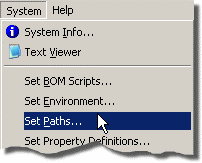 System Help
System Info...
Text Viewer
Set BOM Scripts...
Set Environment...
Set Paths...
Set Property Definitions...